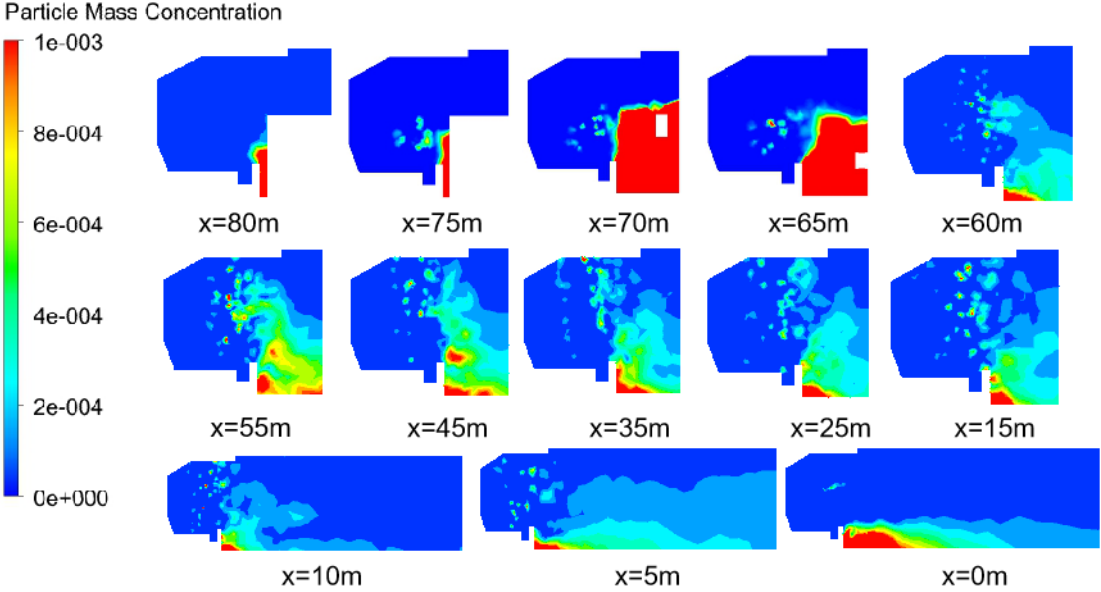 Particle Mass Concentration
1e-003
8e-004
6e-004
4e-004
2e-004
0e+000
x=80m
x=75m
x=70m
x=65m
x=60m
x=55m
x=45m
x=35m
x=25m
x=15m
x=10m
x=5m
x=0m